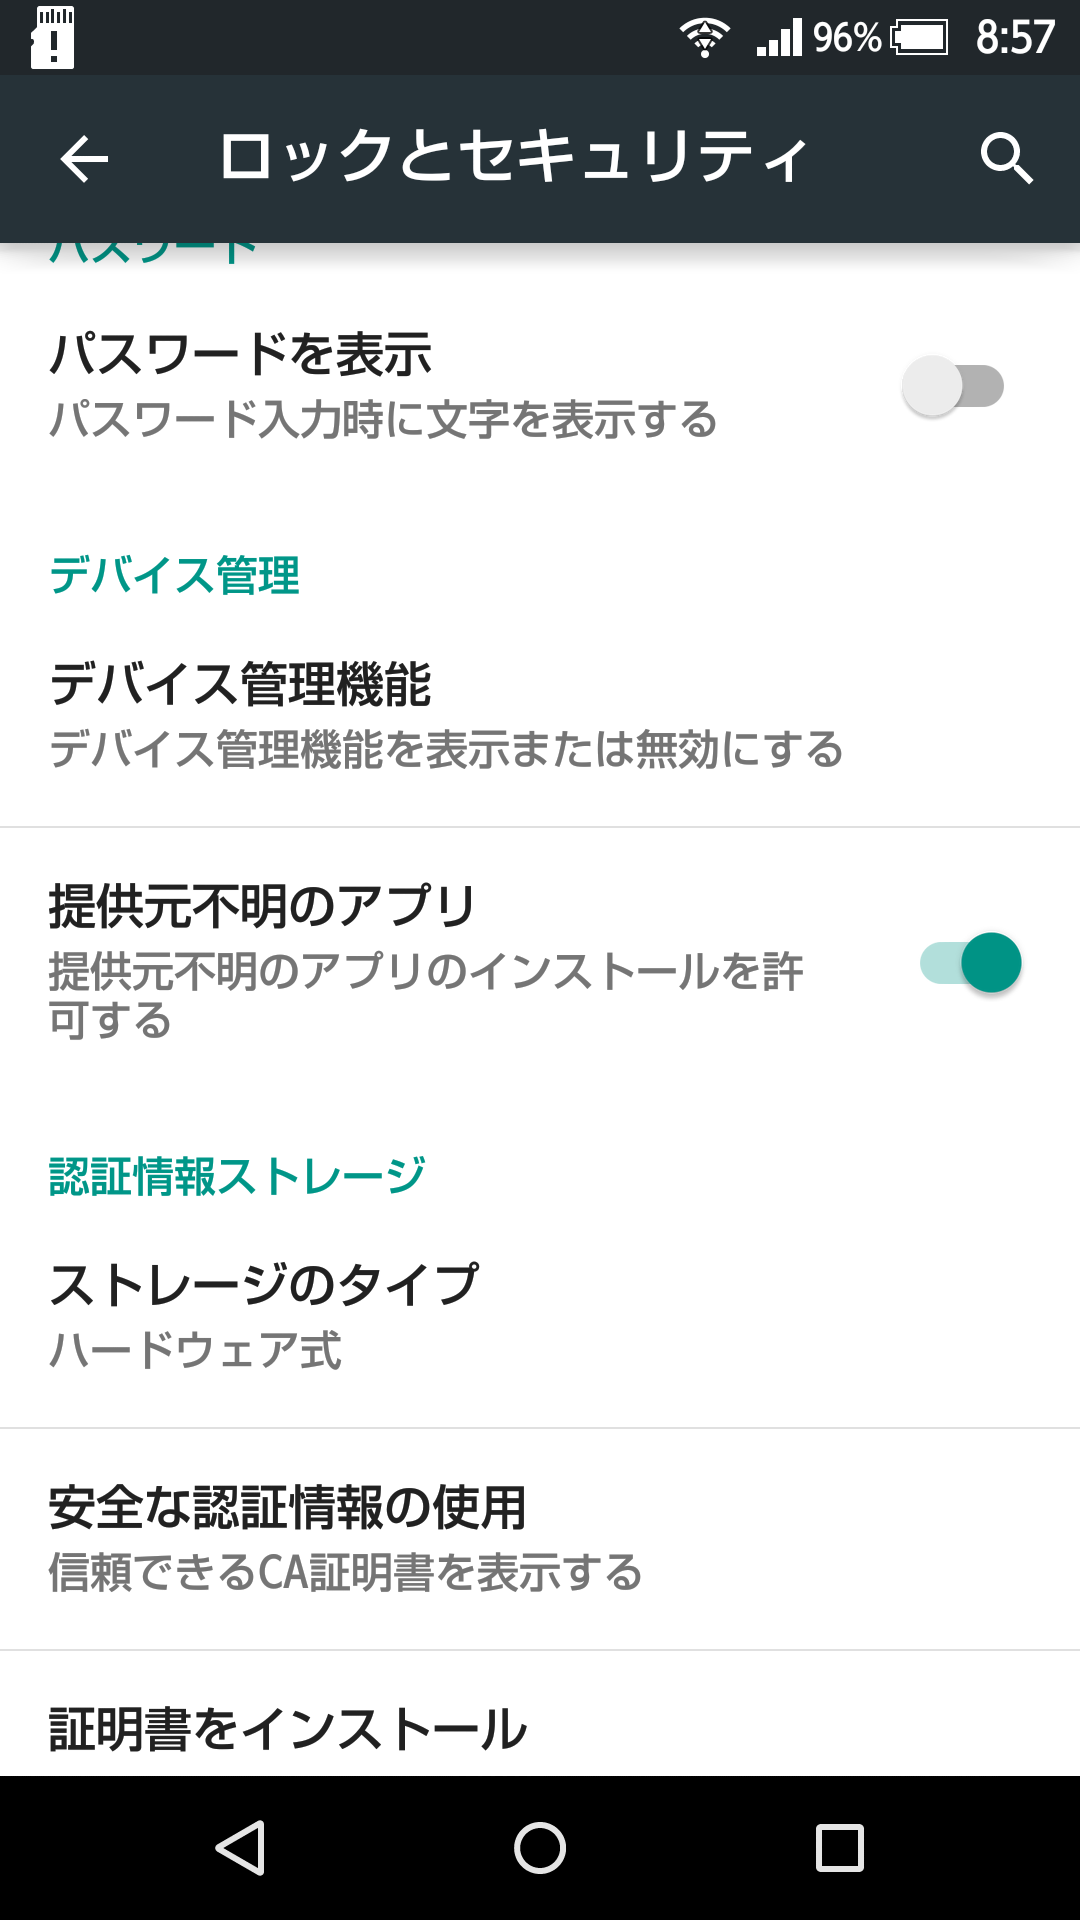 96% 8:57
ロックとセキュリティ
パスワード
パスワードを表示
パスワード入力時に文字を表示する
デバイス管理
デバイス管理機能
デバイス管理機能を表示または無効にする
提供元不明のアプリ
提供元不明のアプリのインストールを許
可する
認証情報ストレージ
ストレージのタイプ
ハードウェア式
安全な認証情報の使用
信頼できるCA証明書を表示する
証明書をインストール